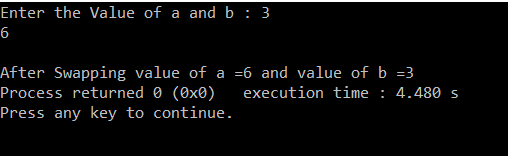 Enter the Value of a and b : 3
6
After Swapping value of a =6 and value of b =3
Process returned 0 (0x0)   execution time : 4.480 s
Press any key to continue.